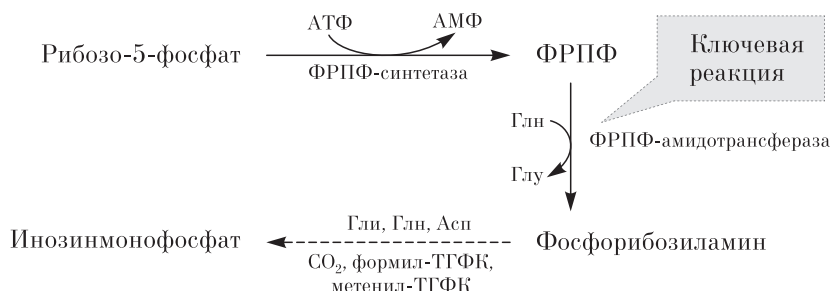 АТФ
АМФ
Рибозо-5-фосфат
ФРПФ
ФРПФ-синтетаза
Ключевая
реакция
Глн
ФРПФ-амидотрансфераза
Глу
Инозинмонофосфат
Гли, Глн, Асп
Фосфорибозиламин
CO₂, формил-ТГФК,
метенил-ТГФК